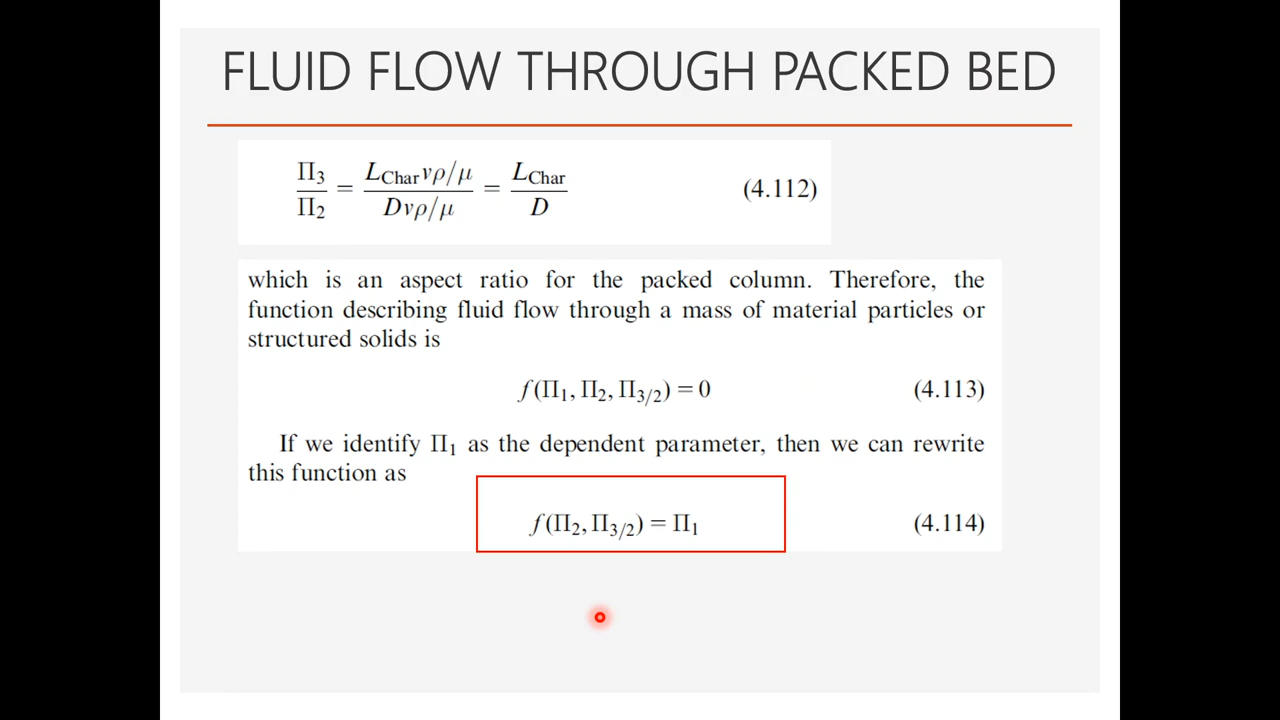 FLUID FLOW THROUGH PACKED BED
Π₃/Π₂ = L_Char vρ/μ / Dvρ/μ = L_Char/D (4.112)
which is an aspect ratio for the packed column. Therefore, the
function describing fluid flow through a mass of material particles or
structured solids is
f(Π₁, Π₂, Π₃/₂) = 0 (4.113)
If we identify Π₁ as the dependent parameter, then we can rewrite
this function as
f(Π₂, Π₃/₂) = Π₁ (4.114)